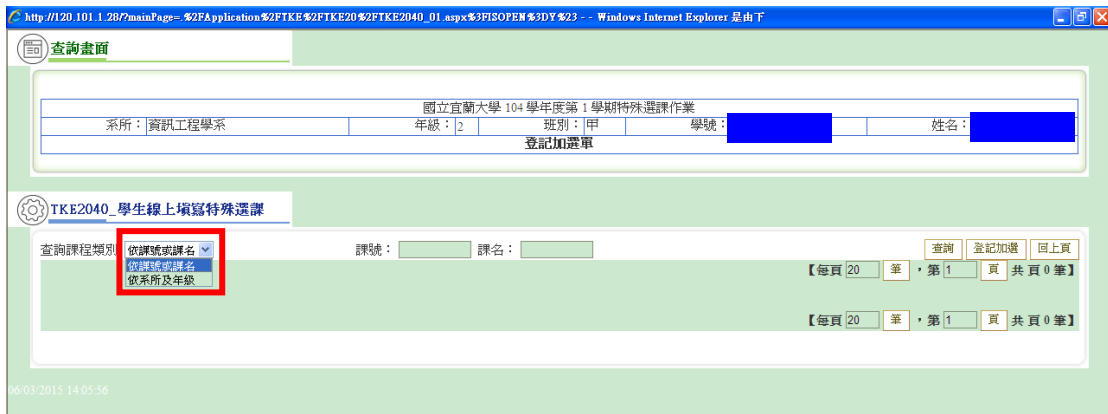 http://120.101.1.28/?mainPage=.%2FApplication%2FTKE%2FTKE20%2FTKE2040_01.aspx%3FISOPEN%3DY%23 - - Windows Internet Explorer 是由下
查詢畫面
國立宜蘭大學 104 學年度第 1 學期特殊選課作業
系所：資訊工程學系 年級：2 班別：甲 學號： 姓名：
登記加選單
TKE2040_學生線上填寫特殊選課
查詢課程類別 依課號或課名 課號： 課名： 查詢 登記加選 回上頁
依課號或課名
依系所及年級
【每頁 20 筆，第 1 頁 共 頁 0 筆】
【每頁 20 筆，第 1 頁 共 頁 0 筆】
06/03/2015 14:05:56